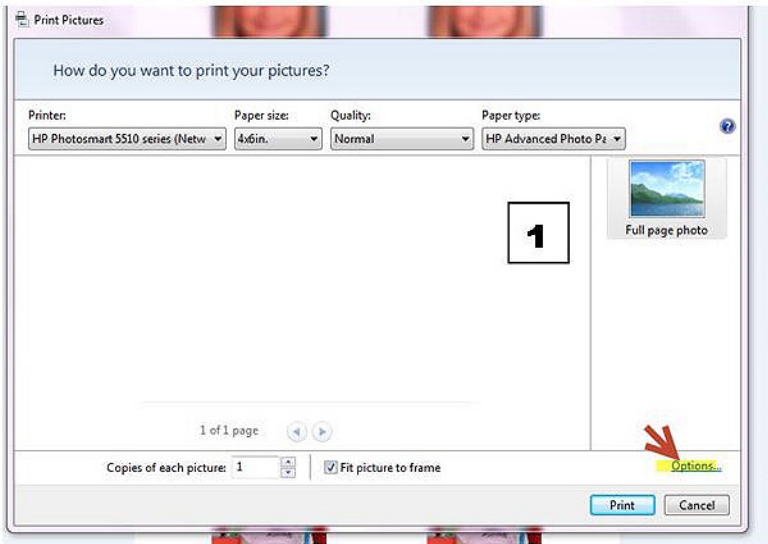 Print Pictures
How do you want to print your pictures?
Printer: Paper size: Quality: Paper type:
HP Photosmart 5510 series (Netw 4x6in. Normal HP Advanced Photo Pa
1
Full page photo
1 of 1 page
Copies of each picture: 1 Fit picture to frame Options...
Print Cancel